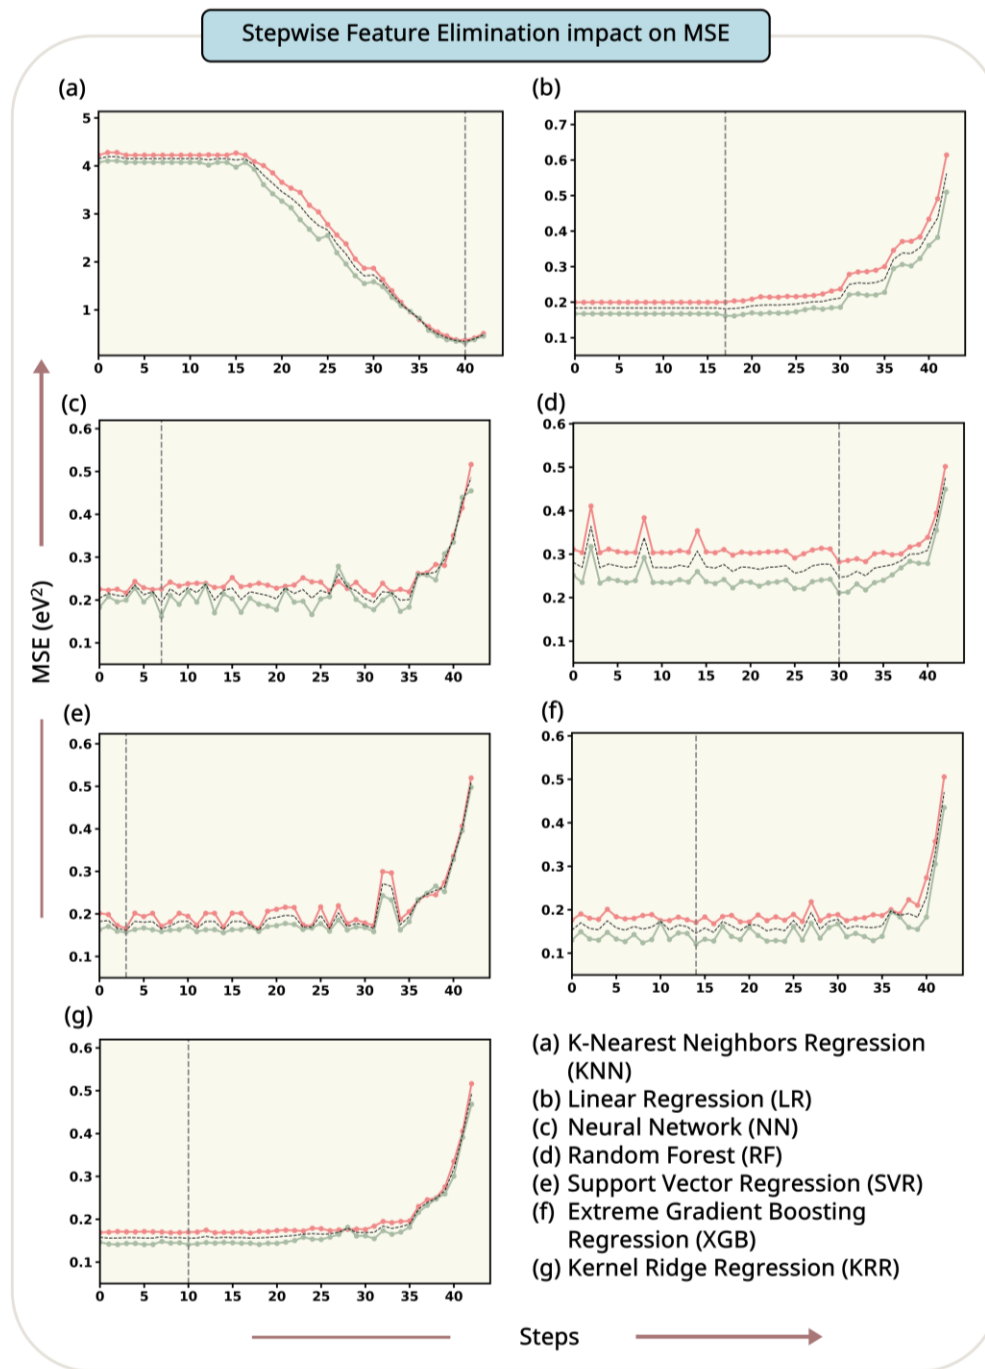 Stepwise Feature Elimination impact on MSE
(a)
5
4
3
2
1
0 5 10 15 20 25 30 35 40
(b)
0.7
0.6
0.5
0.4
0.3
0.2
0.1
0 5 10 15 20 25 30 35 40
(c)
0.6
0.5
0.4
0.3
0.2
0.1
0 5 10 15 20 25 30 35 40
(d)
0.6
0.5
0.4
0.3
0.2
0.1
0 5 10 15 20 25 30 35 40
MSE (eV²)
(e)
0.6
0.5
0.4
0.3
0.2
0.1
0 5 10 15 20 25 30 35 40
(f)
0.6
0.5
0.4
0.3
0.2
0.1
0 5 10 15 20 25 30 35 40
(g)
0.6
0.5
0.4
0.3
0.2
0.1
0 5 10 15 20 25 30 35 40
(a) K-Nearest Neighbors Regression
(KNN)
(b) Linear Regression (LR)
(c) Neural Network (NN)
(d) Random Forest (RF)
(e) Support Vector Regression (SVR)
(f) Extreme Gradient Boosting
Regression (XGB)
(g) Kernel Ridge Regression (KRR)
Steps